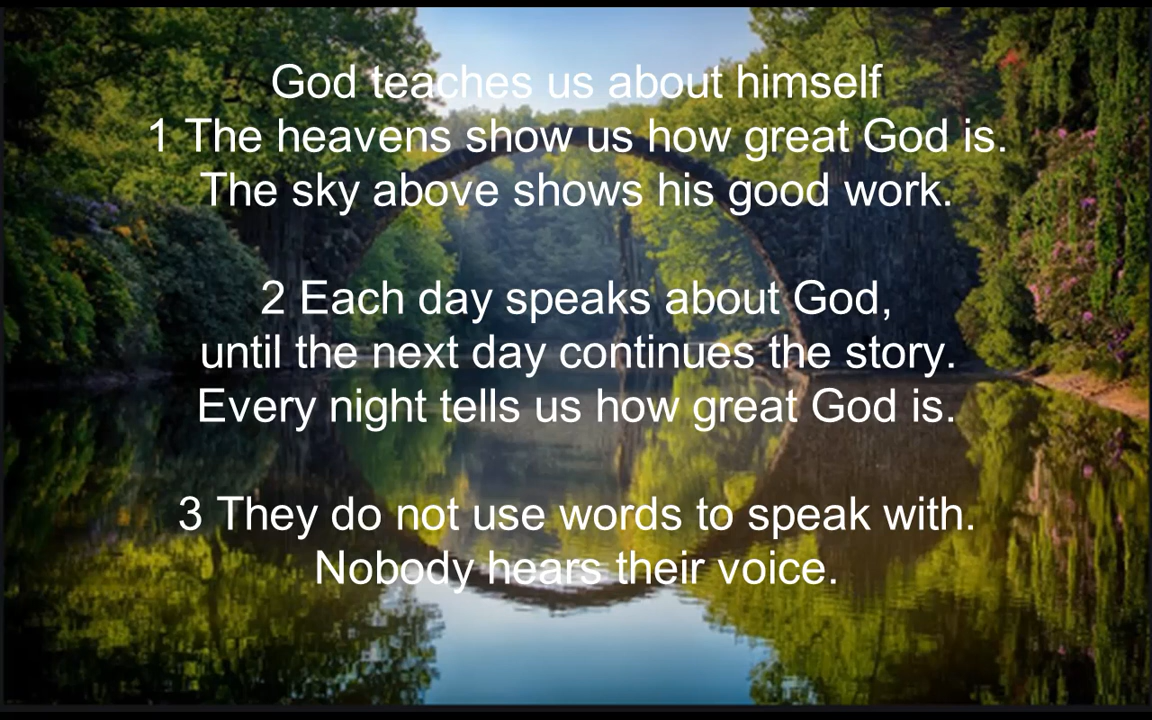 God teaches us about himself
1 The heavens show us how great God is.
The sky above shows his good work.
2 Each day speaks about God,
until the next day continues the story.
Every night tells us how great God is.
3 They do not use words to speak with.
Nobody hears their voice.